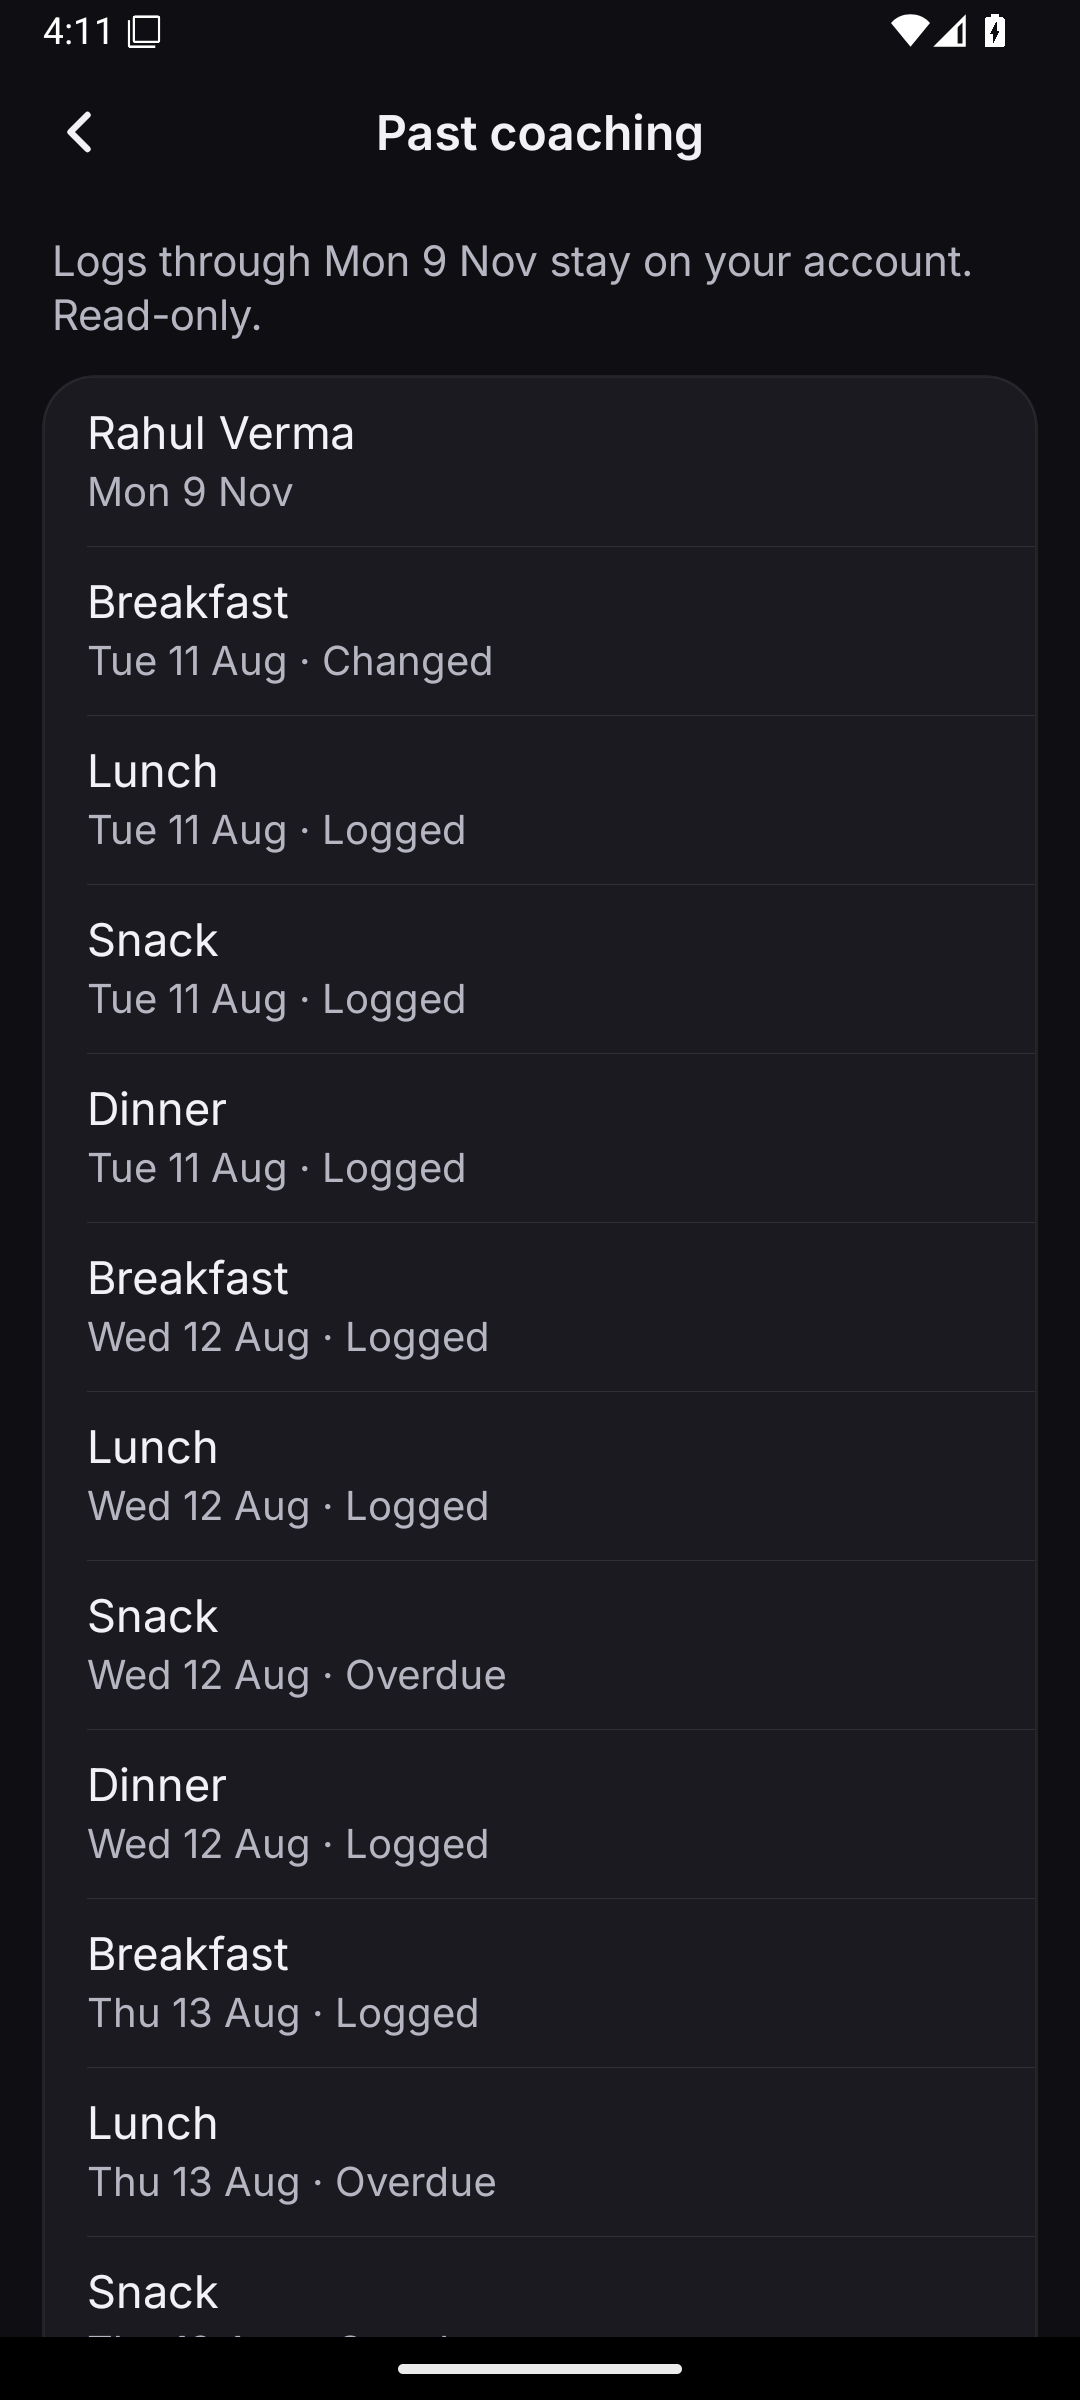 4:11
Past coaching
Logs through Mon 9 Nov stay on your account.
Read-only.
Rahul Verma
Mon 9 Nov
Breakfast
Tue 11 Aug · Changed
Lunch
Tue 11 Aug · Logged
Snack
Tue 11 Aug · Logged
Dinner
Tue 11 Aug · Logged
Breakfast
Wed 12 Aug · Logged
Lunch
Wed 12 Aug · Logged
Snack
Wed 12 Aug · Overdue
Dinner
Wed 12 Aug · Logged
Breakfast
Thu 13 Aug · Logged
Lunch
Thu 13 Aug · Overdue
Snack